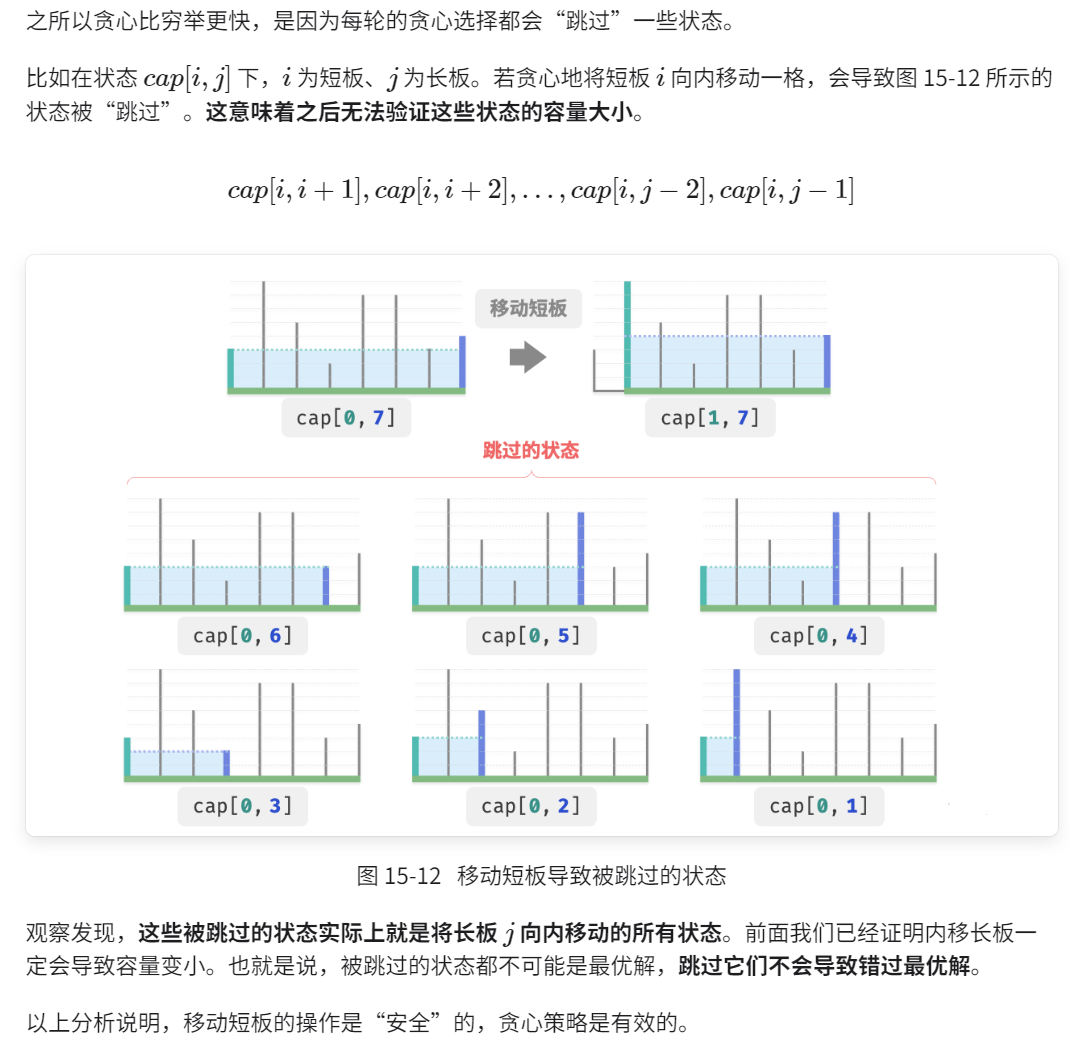 之所以贪心比穷举更快，是因为每轮的贪心选择都会“跳过”一些状态。
比如在状态 cap[i, j] 下，i 为短板、j 为长板。若贪心地将短板 i 向内移动一格，会导致图 15-12 所示的
状态被“跳过”。这意味着之后无法验证这些状态的容量大小。
cap[i, i + 1], cap[i, i + 2], . . . , cap[i, j − 2], cap[i, j − 1]
移动短板
cap[0, 7]
cap[1, 7]
跳过的状态
cap[0, 6]
cap[0, 5]
cap[0, 4]
cap[0, 3]
cap[0, 2]
cap[0, 1]
图 15-12 移动短板导致被跳过的状态
观察发现，这些被跳过的状态实际上就是将长板 j 向内移动的所有状态。前面我们已经证明内移长板一
定会导致容量变小。也就是说，被跳过的状态都不可能是最优解，跳过它们不会导致错过最优解。
以上分析说明，移动短板的操作是“安全”的，贪心策略是有效的。